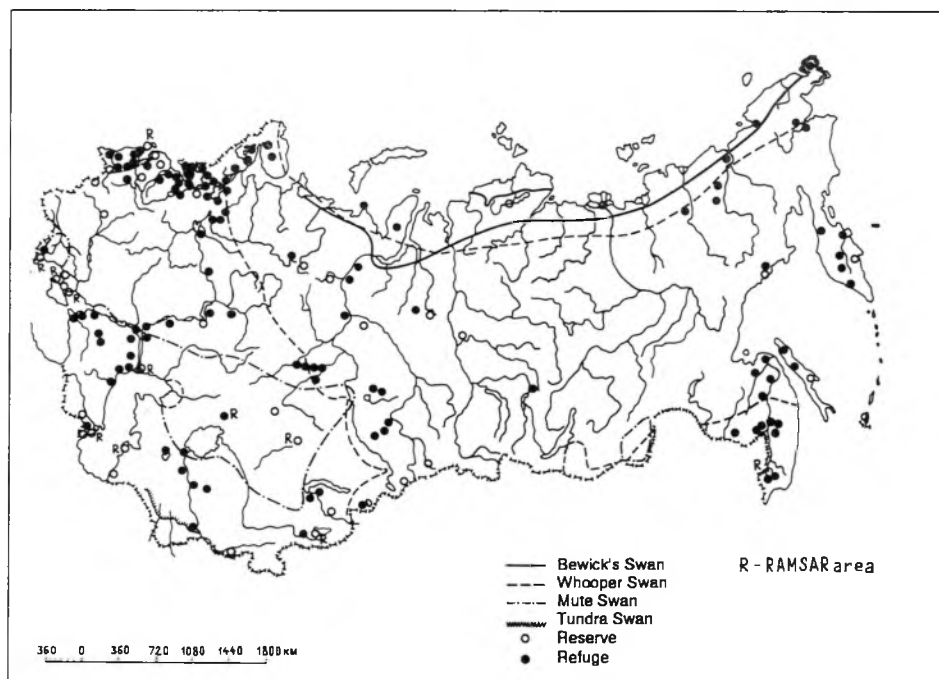 R
R
R
R
R
R
R
R
R
R
R
Bewick's Swan
R - RAMSAR area
Whooper Swan
Mute Swan
Tundra Swan
Reserve
Refuge
360 0 360 720 1080 1440 1800 км